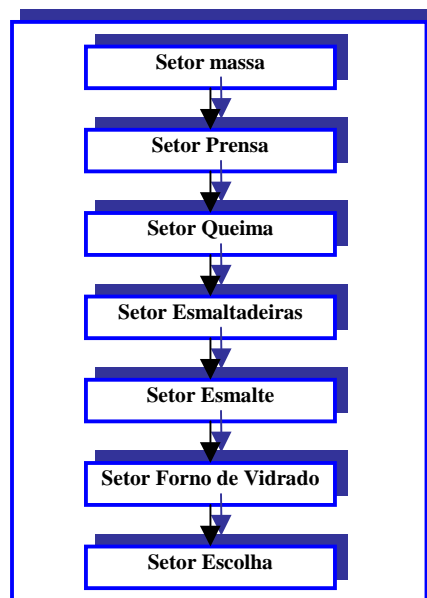 Setor massa
Setor Prensa
Setor Queima
Setor Esmaltadeiras
Setor Esmalte
Setor Forno de Vidrado
Setor Escolha